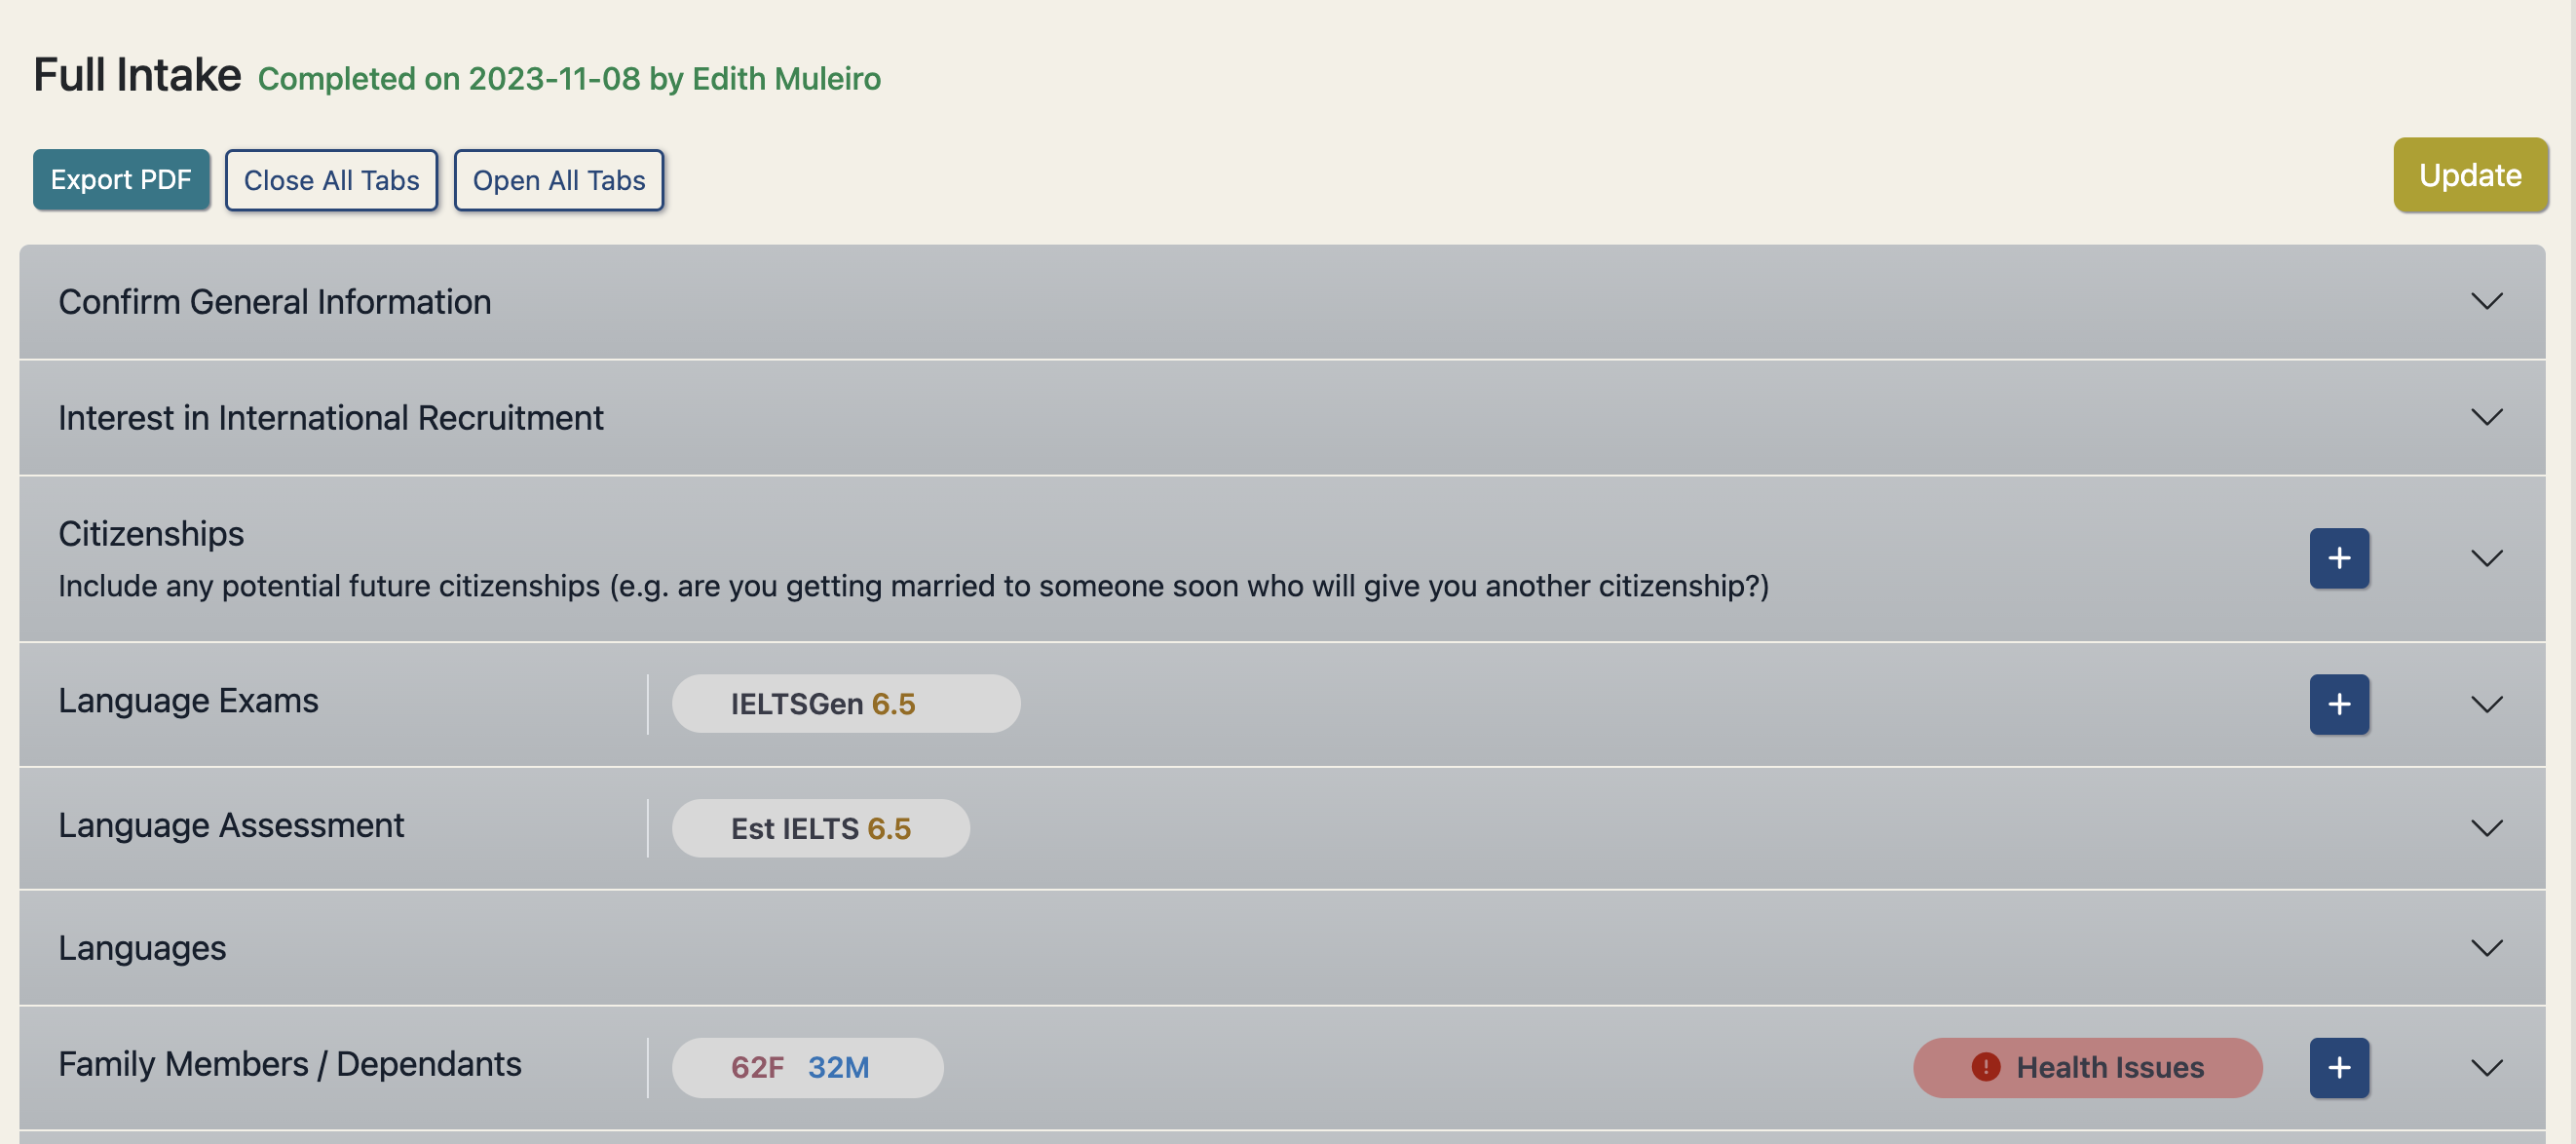 Full Intake Completed on 2023-11-08 by Edith Muleiro
Export PDF Close All Tabs Open All Tabs Update
Confirm General Information
Interest in International Recruitment
Citizenships
Include any potential future citizenships (e.g. are you getting married to someone soon who will give you another citizenship?)
+
Language Exams IELTSGen 6.5 +
Language Assessment Est IELTS 6.5
Languages
Family Members / Dependants 62F 32M ! Health Issues +